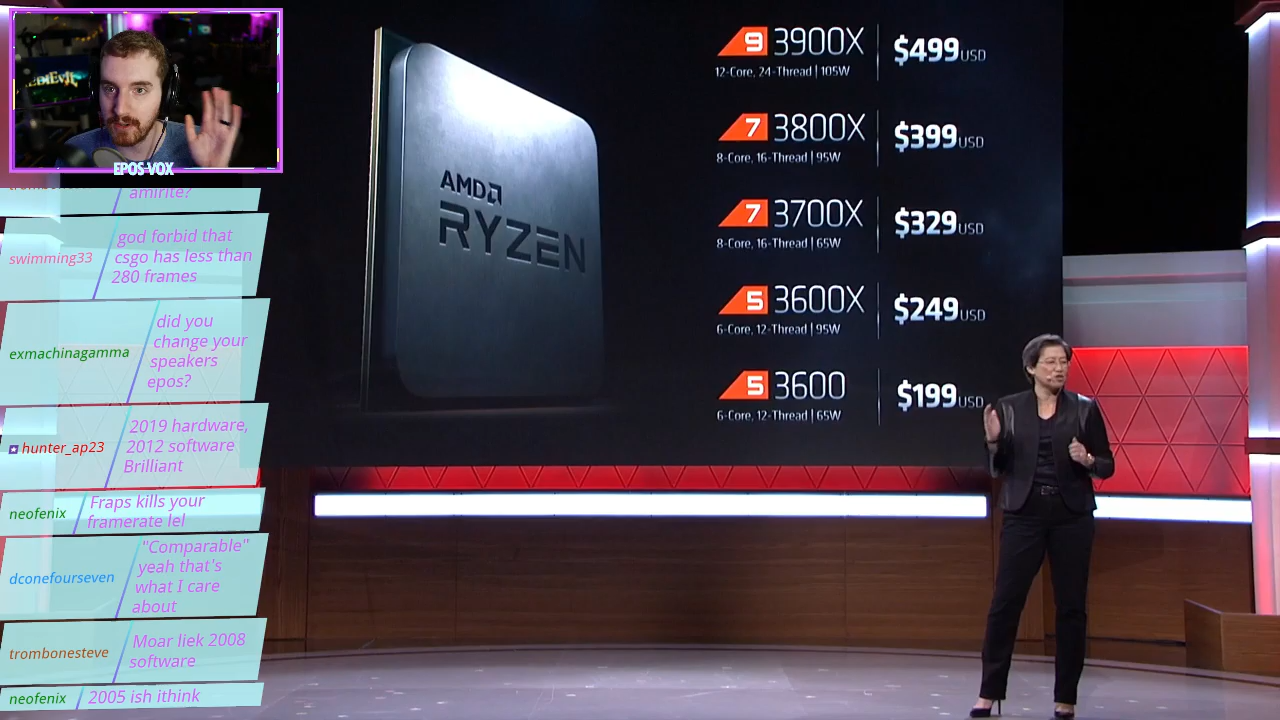 MEDIEVIL
EPOS VOX
amirite?
swimming33
god forbid that
csgo has less than
280 frames
exmachinagamma
did you
change your
speakers
epos?
hunter_ap23
2019 hardware,
2012 software
Brilliant
neofenix
Fraps kills your
framerate lel
dconefourseven
"Comparable"
yeah that's
what I care
about
trombonesteve
Moar liek 2008
software
neofenix
2005 ish ithink
AMD
RYZEN
9 3900X $499 USD
12-Core, 24-Thread | 105W
7 3800X $399 USD
8-Core, 16-Thread | 95W
7 3700X $329 USD
8-Core, 16-Thread | 65W
5 3600X $249 USD
6-Core, 12-Thread | 95W
5 3600 $199 USD
6-Core, 12-Thread | 65W